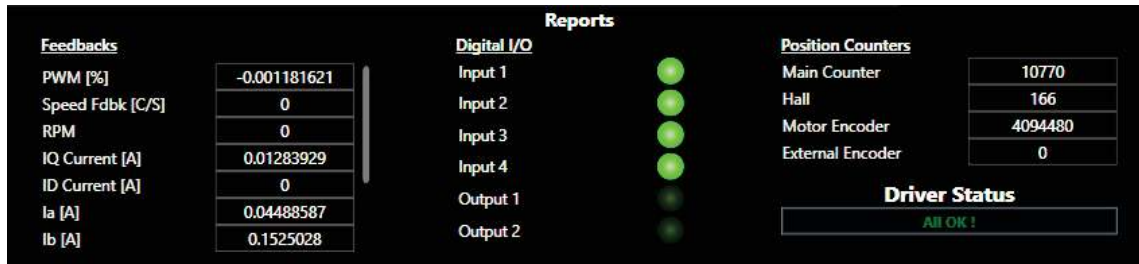 Reports
Feedbacks
PWM [%] -0.001181621
Speed Fdbk [C/S] 0
RPM 0
IQ Current [A] 0.01283929
ID Current [A] 0
Ia [A] 0.04488587
Ib [A] 0.1525028
Digital I/O
Input 1
Input 2
Input 3
Input 4
Output 1
Output 2
Position Counters
Main Counter 10770
Hall 166
Motor Encoder 4094480
External Encoder 0
Driver Status
All OK !